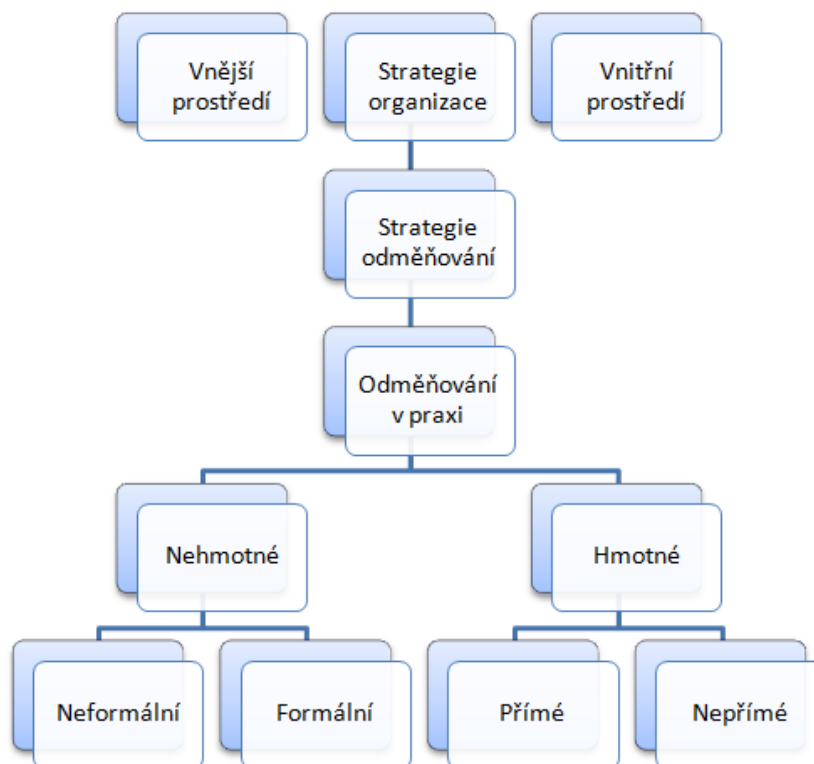 Vnější
prostředí
Strategie
organizace
Vnitřní
prostředí
Strategie
odměňování
Odměňování
v praxi
Nehmotné
Hmotné
Neformální
Formální
Přímé
Nepřímé